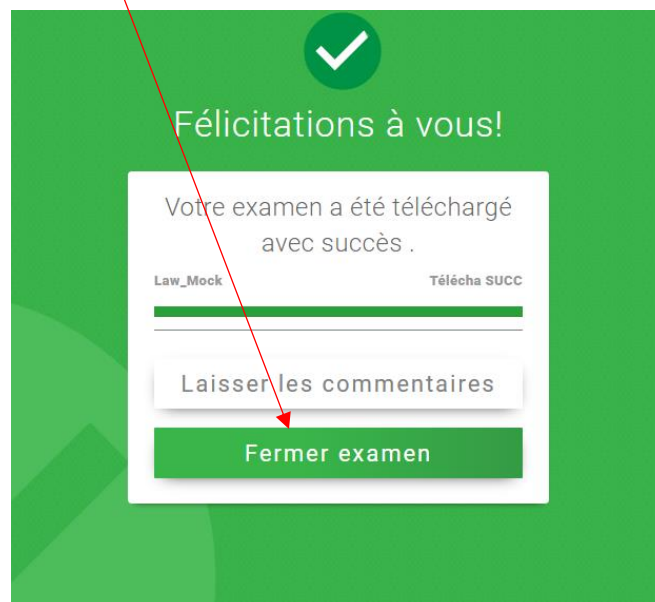 Félicitations à vous!
Votre examen a été téléchargé
avec succès .
Law_Mock Télécha SUCC
Laisser les commentaires
Fermer examen